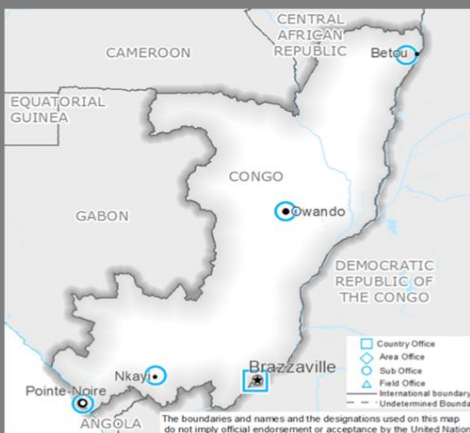 CENTRAL
AFRICAN
REPUBLIC
CAMEROON
Betou
EQUATORIAL
GUINEA
CONGO
GABON
Owando
DEMOCRATIC
REPUBLIC OF
THE CONGO
Country Office
Area Office
Sub Office
Field Office
International boundary
Undetermined Bounda
Brazzaville
Nkayi
Pointe-Noire
ANGOLA
The boundaries and names and the designations used on this map
do not imply official endorsement or acceptance by the United Nation